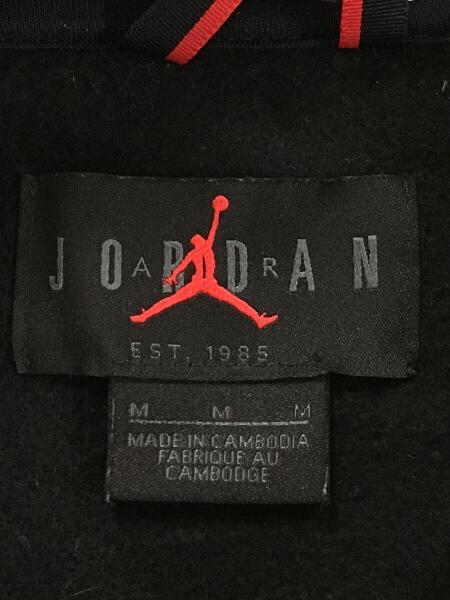 JORDAN
AIR
EST. 1985
M M M
MADE IN CAMBODIA
FABRIQUE AU
CAMBODGE